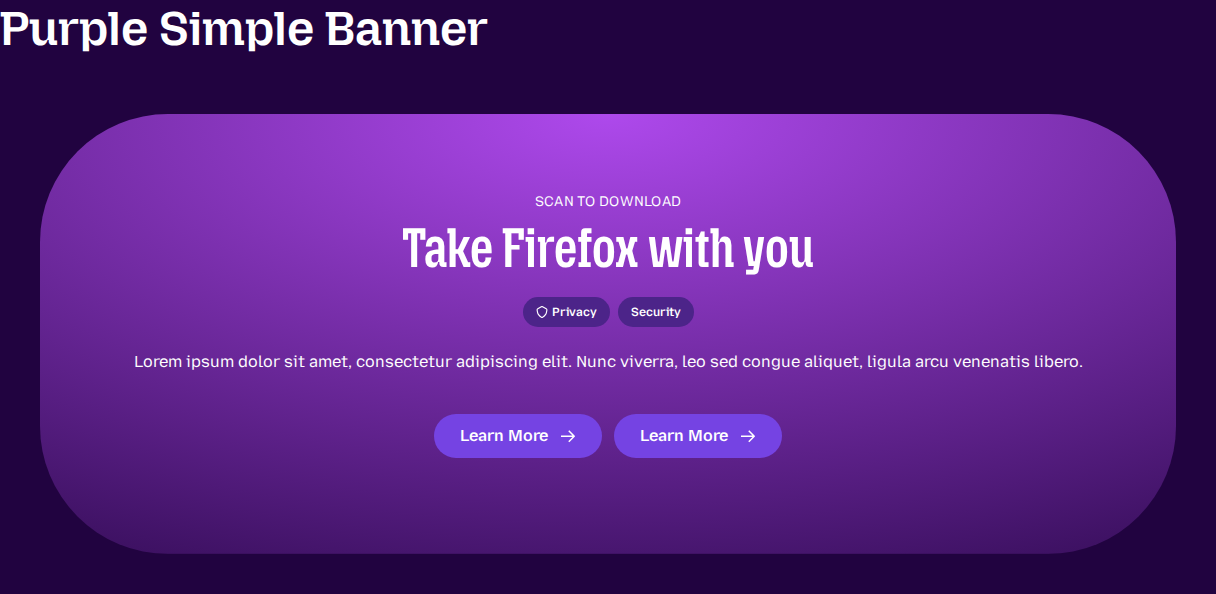 Purple Simple Banner
SCAN TO DOWNLOAD
Take Firefox with you
Privacy Security
Lorem ipsum dolor sit amet, consectetur adipiscing elit. Nunc viverra, leo sed congue aliquet, ligula arcu venenatis libero.
Learn More Learn More